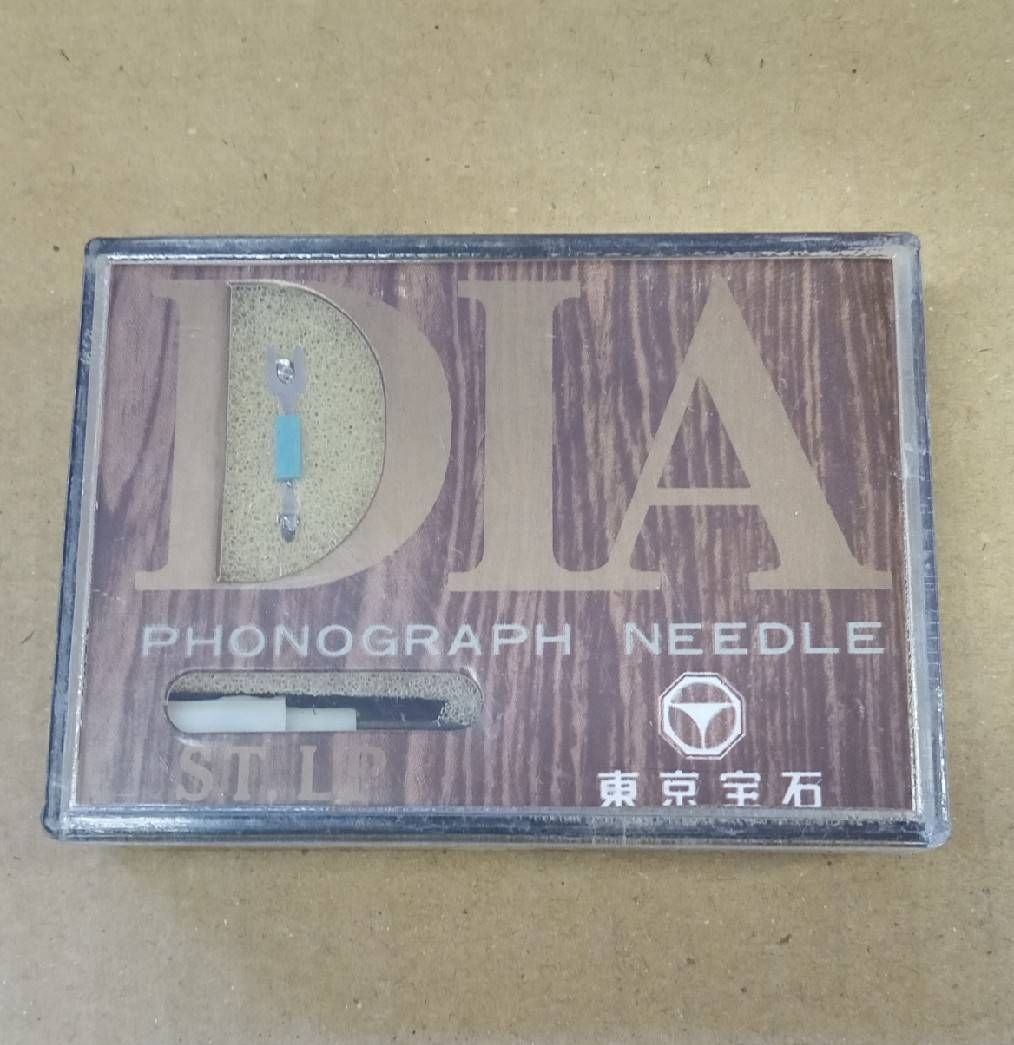 DIA
PHONOGRAPH NEEDLE
ST. LP
東京宝石